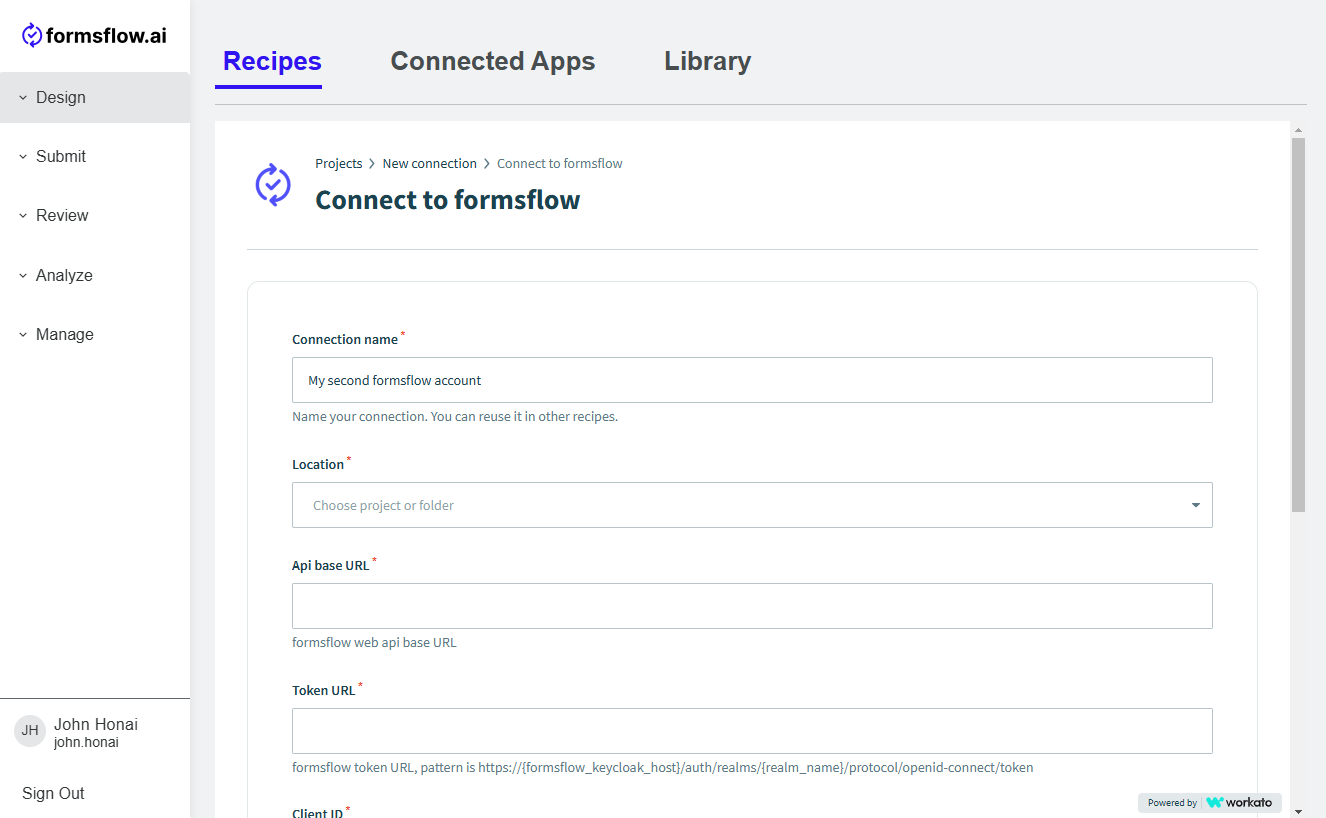 formsflow.ai
Design
Submit
Review
Analyze
Manage
JH
John Honai
john.honai
Sign Out
Recipes Connected Apps Library
Projects > New connection > Connect to formsflow
Connect to formsflow
Connection name *
My second formsflow account
Name your connection. You can reuse it in other recipes.
Location *
Choose project or folder
Api base URL *
formsflow web api base URL
Token URL *
formsflow token URL, pattern is https://{formsflow_keycloak_host}/auth/realms/{realm_name}/protocol/openid-connect/token
Client ID *
Powered by workato